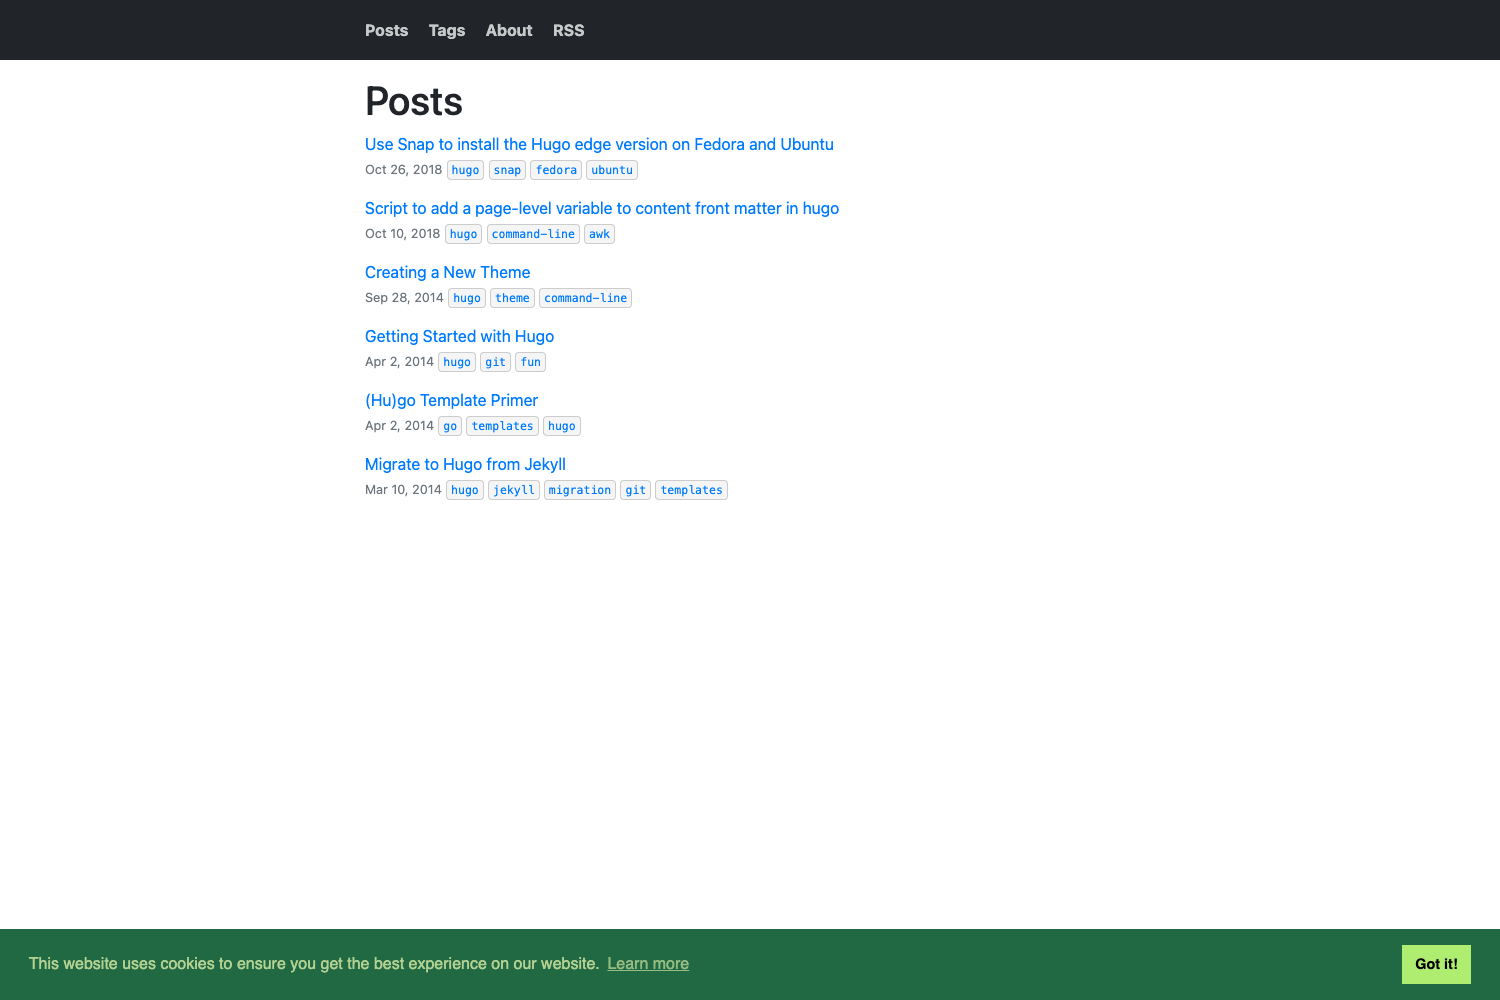 Posts Tags About RSS
Posts
Use Snap to install the Hugo edge version on Fedora and Ubuntu
Oct 26, 2018 hugo snap fedora ubuntu
Script to add a page-level variable to content front matter in hugo
Oct 10, 2018 hugo command-line awk
Creating a New Theme
Sep 28, 2014 hugo theme command-line
Getting Started with Hugo
Apr 2, 2014 hugo git fun
(Hu)go Template Primer
Apr 2, 2014 go templates hugo
Migrate to Hugo from Jekyll
Mar 10, 2014 hugo jekyll migration git templates
This website uses cookies to ensure you get the best experience on our website. Learn more Got it!